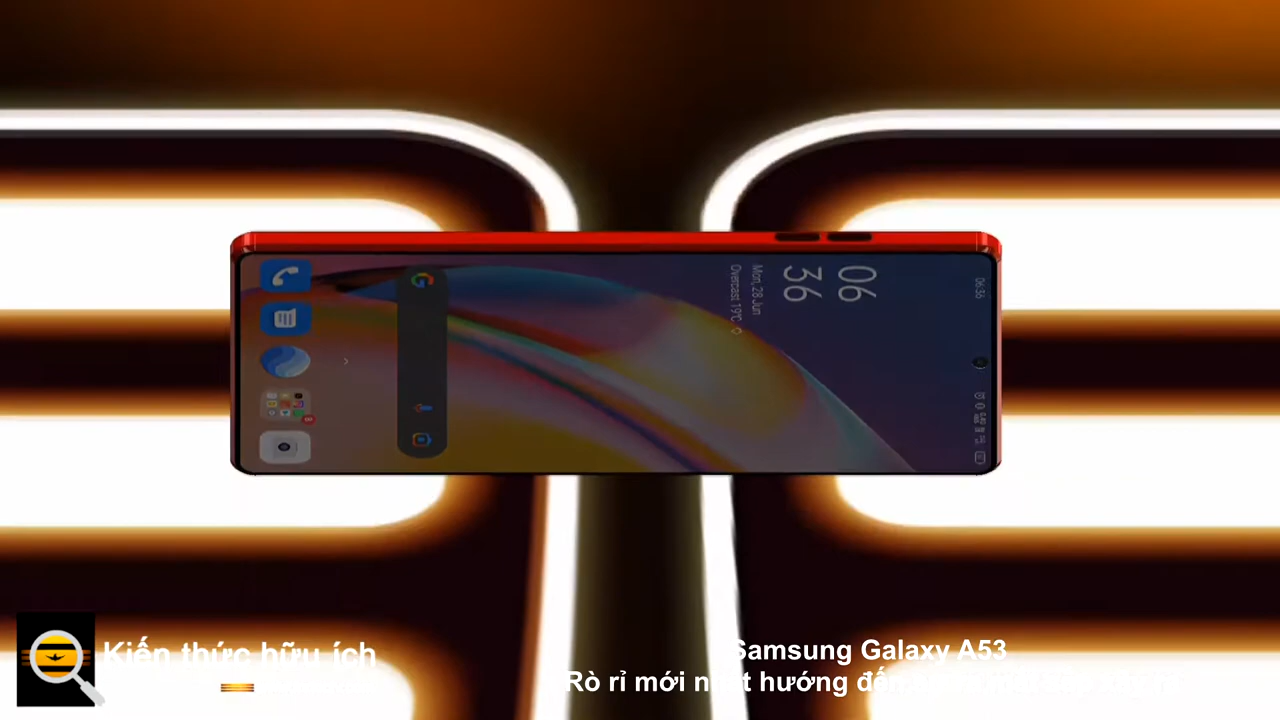 06
36
Mon, 28 Jun
Overcast 19°C
06:36
Kiến thức hữu ích
Samsung Galaxy A53
Rò rỉ mới nhất hướng đến